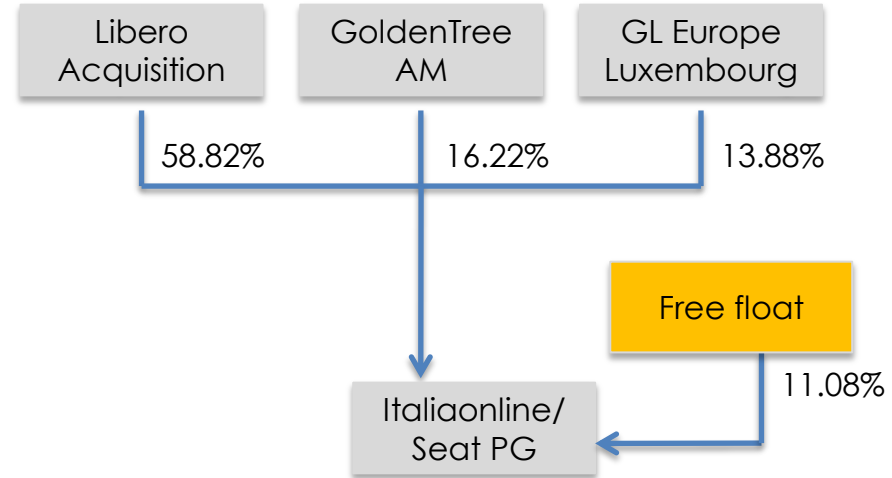 Libero
Acquisition
GoldenTree
AM
GL Europe
Luxembourg
58.82%
16.22%
13.88%
Free float
11.08%
Italiaonline/
Seat PG